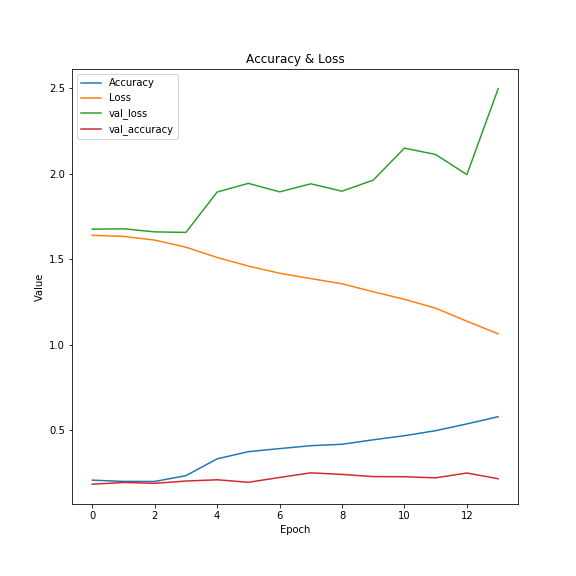 Accuracy & Loss
Accuracy
Loss
val_loss
val_accuracy
2.5
2.0
1.5
1.0
0.5
Value
0 2 4 6 8 10 12
Epoch